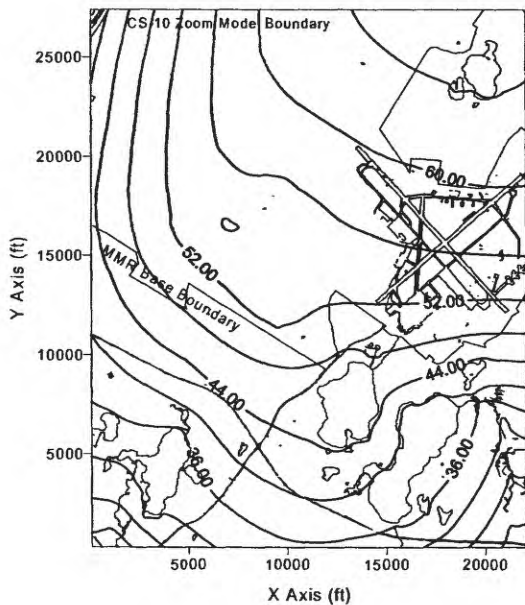 CS-10 Zoom Model Boundary
25000
20000
60.00
15000
52.00
MMR Base Boundary
52.00
10000
44.00
44.00
5000
36.00
36.00
5000 10000 15000 20000
X Axis (ft)
Y Axis (ft)